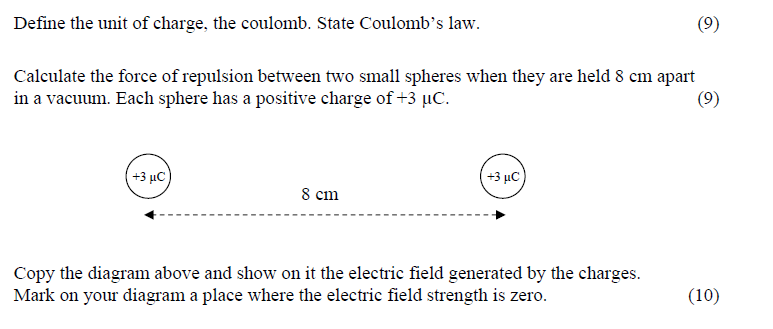 Define the unit of charge, the coulomb. State Coulomb’s law. (9)
Calculate the force of repulsion between two small spheres when they are held 8 cm apart
in a vacuum. Each sphere has a positive charge of +3 μC. (9)
+3 μC +3 μC
8 cm
Copy the diagram above and show on it the electric field generated by the charges.
Mark on your diagram a place where the electric field strength is zero. (10)